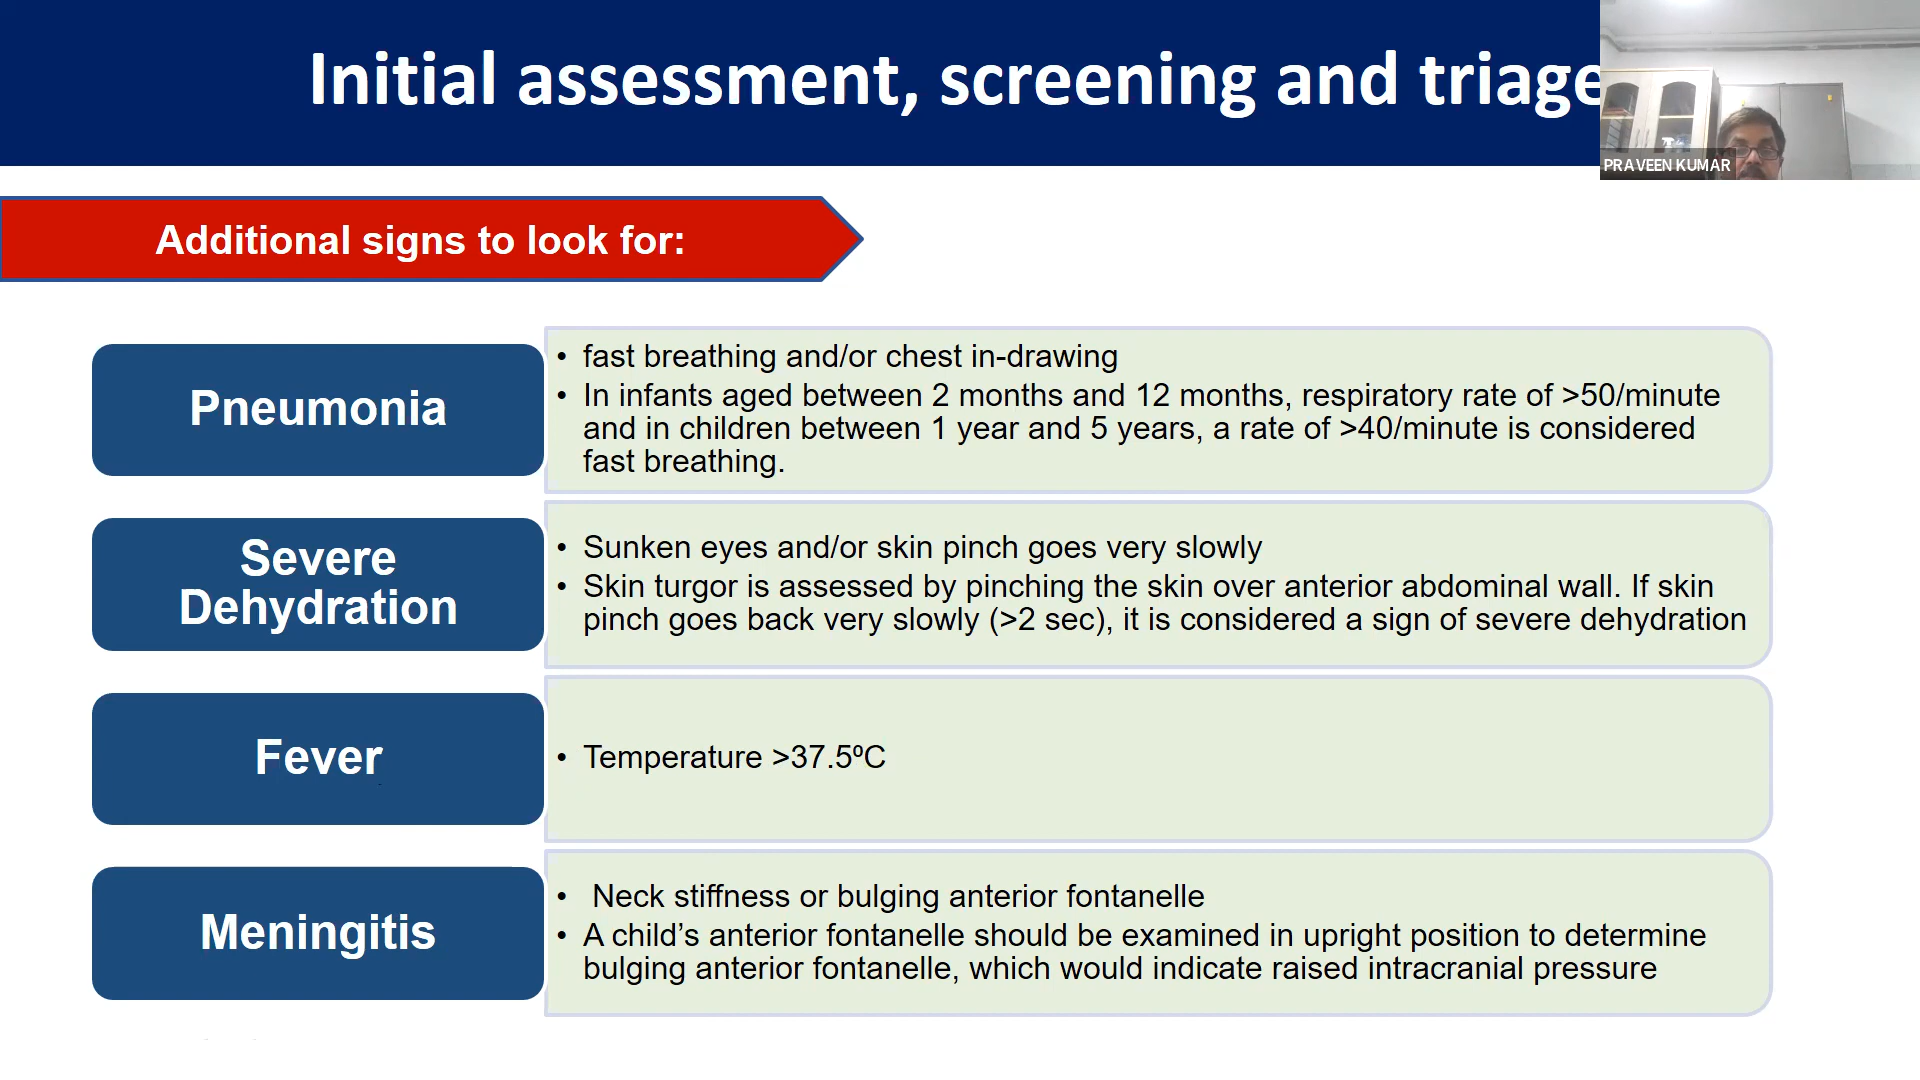 Initial assessment, screening and triage
PRAVEEN KUMAR
Additional signs to look for:
Pneumonia
• fast breathing and/or chest in-drawing
• In infants aged between 2 months and 12 months, respiratory rate of >50/minute
and in children between 1 year and 5 years, a rate of >40/minute is considered
fast breathing.
Severe
Dehydration
• Sunken eyes and/or skin pinch goes very slowly
• Skin turgor is assessed by pinching the skin over anterior abdominal wall. If skin
pinch goes back very slowly (>2 sec), it is considered a sign of severe dehydration
Fever
• Temperature >37.5⁰C
Meningitis
• Neck stiffness or bulging anterior fontanelle
• A child’s anterior fontanelle should be examined in upright position to determine
bulging anterior fontanelle, which would indicate raised intracranial pressure